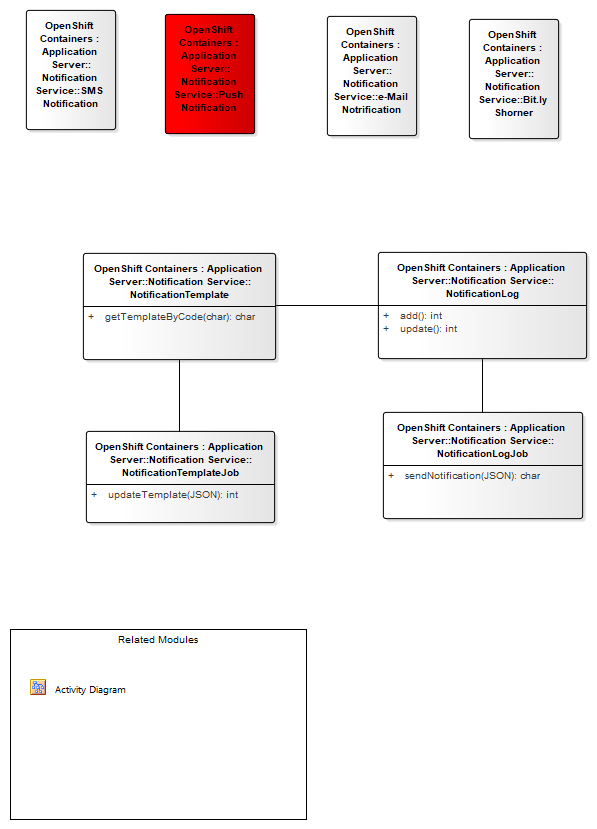 OpenShift
Containers :
Application
Server::
Notification
Service::SMS
Notification
OpenShift
Containers :
Application
Server::
Notification
Service::Push
Notification
OpenShift
Containers :
Application
Server::
Notification
Service::e-Mail
Notrification
OpenShift
Containers :
Application
Server::
Notification
Service::Bit.ly
Shorner
OpenShift Containers : Application
Server::Notification Service::
NotificationTemplate
+ getTemplateByCode(char): char
OpenShift Containers : Application
Server::Notification Service::
NotificationLog
+ add(): int
+ update(): int
OpenShift Containers : Application
Server::Notification Service::
NotificationTemplateJob
+ updateTemplate(JSON): int
OpenShift Containers : Application
Server::Notification Service::
NotificationLogJob
+ sendNotification(JSON): char
Related Modules
Activity Diagram